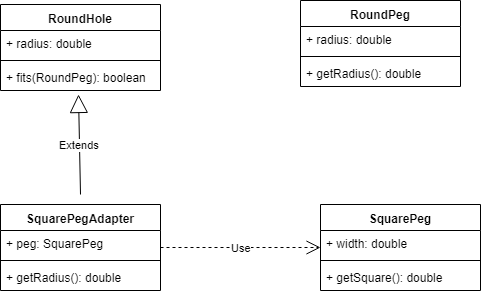 RoundHole
+ radius: double
+ fits(RoundPeg): boolean
RoundPeg
+ radius: double
+ getRadius(): double
Extends
SquarePegAdapter
+ peg: SquarePeg
+ getRadius(): double
Use
SquarePeg
+ width: double
+ getSquare(): double